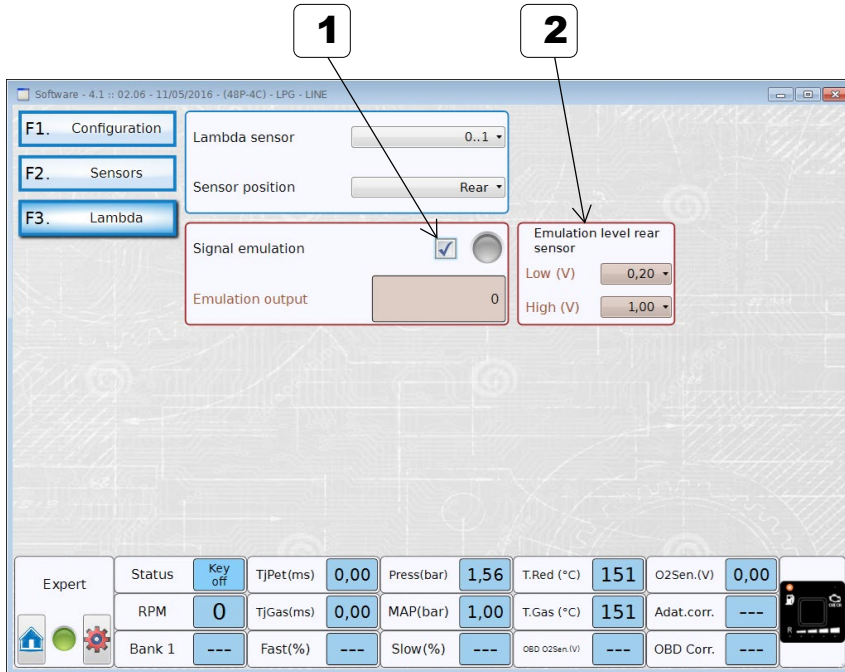 1 2
Software - 4.1 :: 02.06 - 11/05/2016 - (48P-4C) - LPG - LINE
F1. Configuration
F2. Sensors
F3. Lambda
Lambda sensor 0..1
Sensor position Rear
Signal emulation
Emulation output 0
Emulation level rear
sensor
Low (V) 0,20
High (V) 1,00
Expert
Status Key off TjPet(ms) 0,00 Press(bar) 1,56 T.Red (°C) 151 O2Sen.(V) 0,00
RPM 0 TjGas(ms) 0,00 MAP(bar) 1,00 T.Gas (°C) 151 Adat.corr. ---
Bank 1 --- Fast(%) --- Slow(%) --- OBD O2Sen.(V) --- OBD Corr. ---
CHECK
R